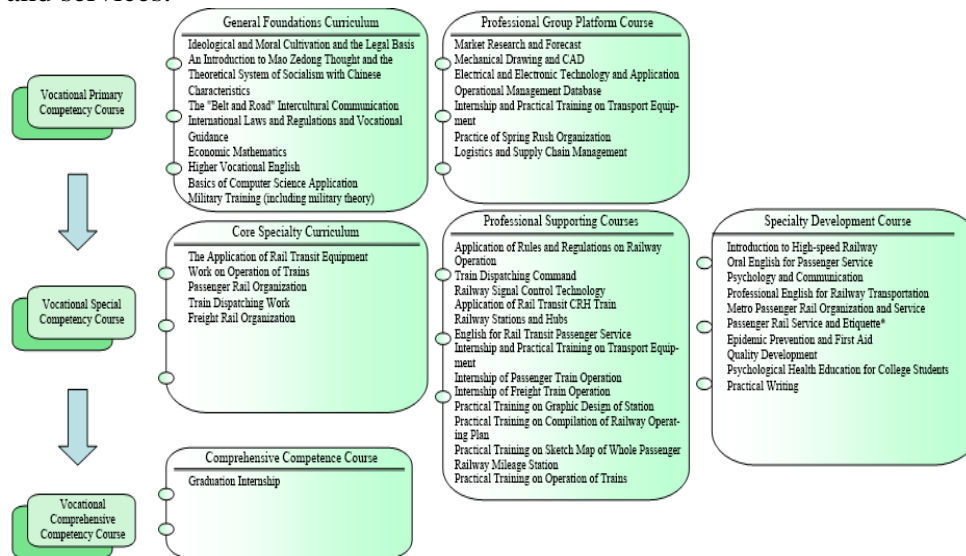 and services.
General Foundations Curriculum
Ideological and Moral Cultivation and the Legal Basis
An Introduction to Mao Zedong Thought and the
Theoretical System of Socialism with Chinese
Characteristics
The "Belt and Road" Intercultural Communication
International Laws and Regulations and Vocational
Guidance
Economic Mathematics
Higher Vocational English
Basics of Computer Science Application
Military Training (including military theory)
Professional Group Platform Course
Market Research and Forecast
Mechanical Drawing and CAD
Electrical and Electronic Technology and Application
Operational Management Database
Internship and Practical Training on Transport Equip-
ment
Practice of Spring Rush Organization
Logistics and Supply Chain Management
Vocational Primary
Competency Course
Core Specialty Curriculum
The Application of Rail Transit Equipment
Work on Operation of Trains
Passenger Rail Organization
Train Dispatching Work
Freight Rail Organization
Professional Supporting Courses
Application of Rules and Regulations on Railway
Operation
Train Dispatching Command
Railway Signal Control Technology
Application of Rail Transit CRH Train
Railway Stations and Hubs
English for Rail Transit Passenger Service
Internship and Practical Training on Transport Equip-
ment
Internship of Passenger Train Operation
Internship of Freight Train Operation
Practical Training on Graphic Design of Station
Practical Training on Compilation of Railway Operat-
ing Plan
Practical Training on Sketch Map of Whole Passenger
Railway Mileage Station
Practical Training on Operation of Trains
Specialty Development Course
Introduction to High-speed Railway
Oral English for Passenger Service
Psychology and Communication
Professional English for Railway Transportation
Metro Passenger Rail Organization and Service
Passenger Rail Service and Etiquette*
Epidemic Prevention and First Aid
Quality Development
Psychological Health Education for College Students
Practical Writing
Vocational Special
Competency Course
Comprehensive Competence Course
Graduation Internship
Vocational
Comprehensive
Competency Course